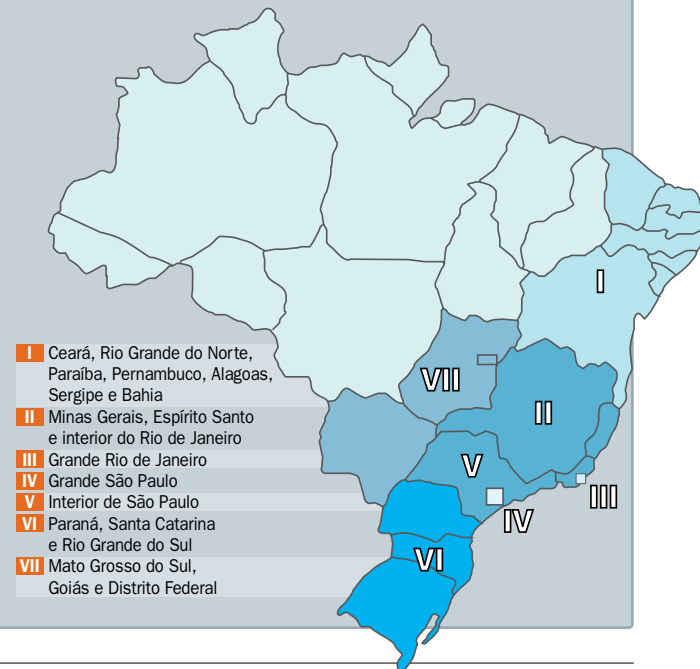 I
VII
II
V
III
IV
VI
I Ceará, Rio Grande do Norte,
Paraíba, Pernambuco, Alagoas,
Sergipe e Bahia
II Minas Gerais, Espírito Santo
e interior do Rio de Janeiro
III Grande Rio de Janeiro
IV Grande São Paulo
V Interior de São Paulo
VI Paraná, Santa Catarina
e Rio Grande do Sul
VII Mato Grosso do Sul,
Goiás e Distrito Federal